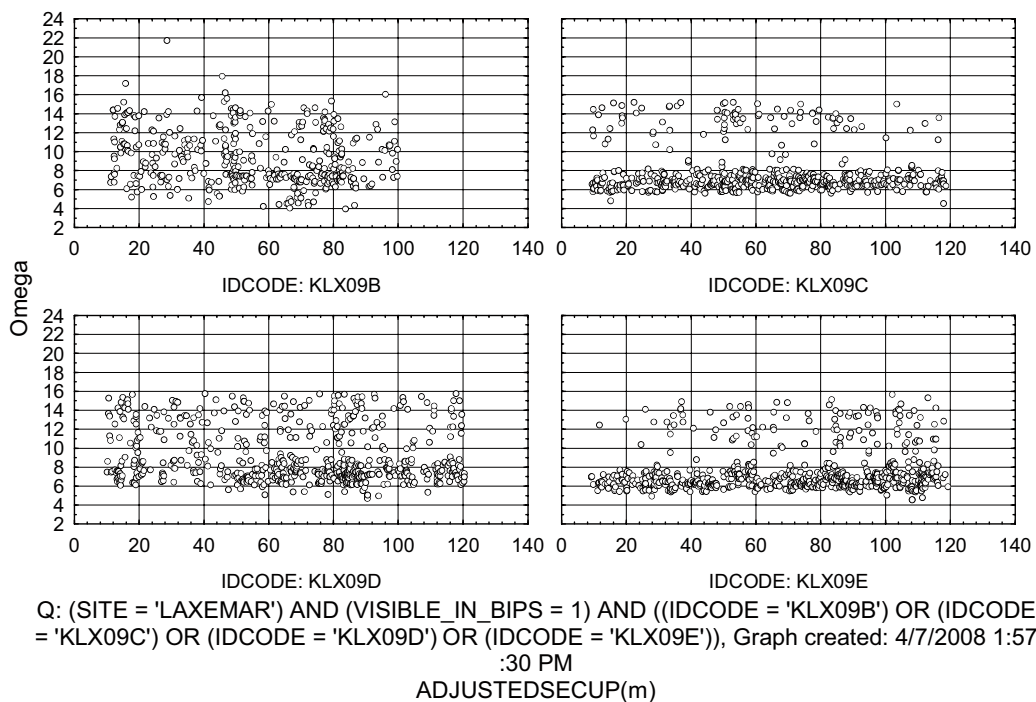 24
22
20
18
16
14
12
10
8
6
4
2
0 20 40 60 80 100 120 140 0 20 40 60 80 100 120 140
IDCODE: KLX09B IDCODE: KLX09C
Omega
24
22
20
18
16
14
12
10
8
6
4
2
0 20 40 60 80 100 120 140 0 20 40 60 80 100 120 140
IDCODE: KLX09D IDCODE: KLX09E
Q: (SITE = 'LAXEMAR') AND (VISIBLE_IN_BIPS = 1) AND ((IDCODE = 'KLX09B') OR (IDCODE
= 'KLX09C') OR (IDCODE = 'KLX09D') OR (IDCODE = 'KLX09E')), Graph created: 4/7/2008 1:57
:30 PM
ADJUSTEDSECUP(m)